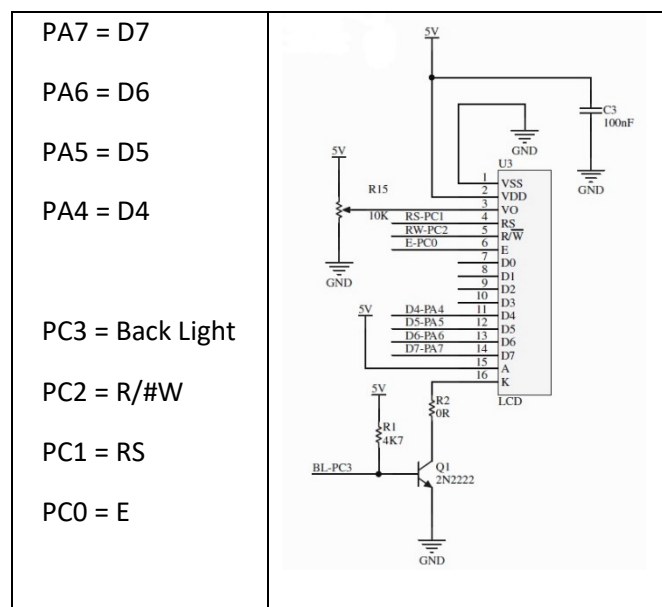 PA7 = D7
PA6 = D6
PA5 = D5
PA4 = D4
PC3 = Back Light
PC2 = R/#W
PC1 = RS
PC0 = E
5V
C3
100nF
GND
GND
5V
U3
R15
10K
GND
1 VSS
2 VDD
3 VO
RS-PC1 4 RS
RW-PC2 5 R/W
E-PC0 6 E
7 D0
8 D1
9 D2
10 D3
D4-PA4 11 D4
D5-PA5 12 D5
D6-PA6 13 D6
D7-PA7 14 D7
5V
15 A
16 K
LCD
5V
R2
0R
R1
4K7
BL-PC3
Q1
2N2222
GND